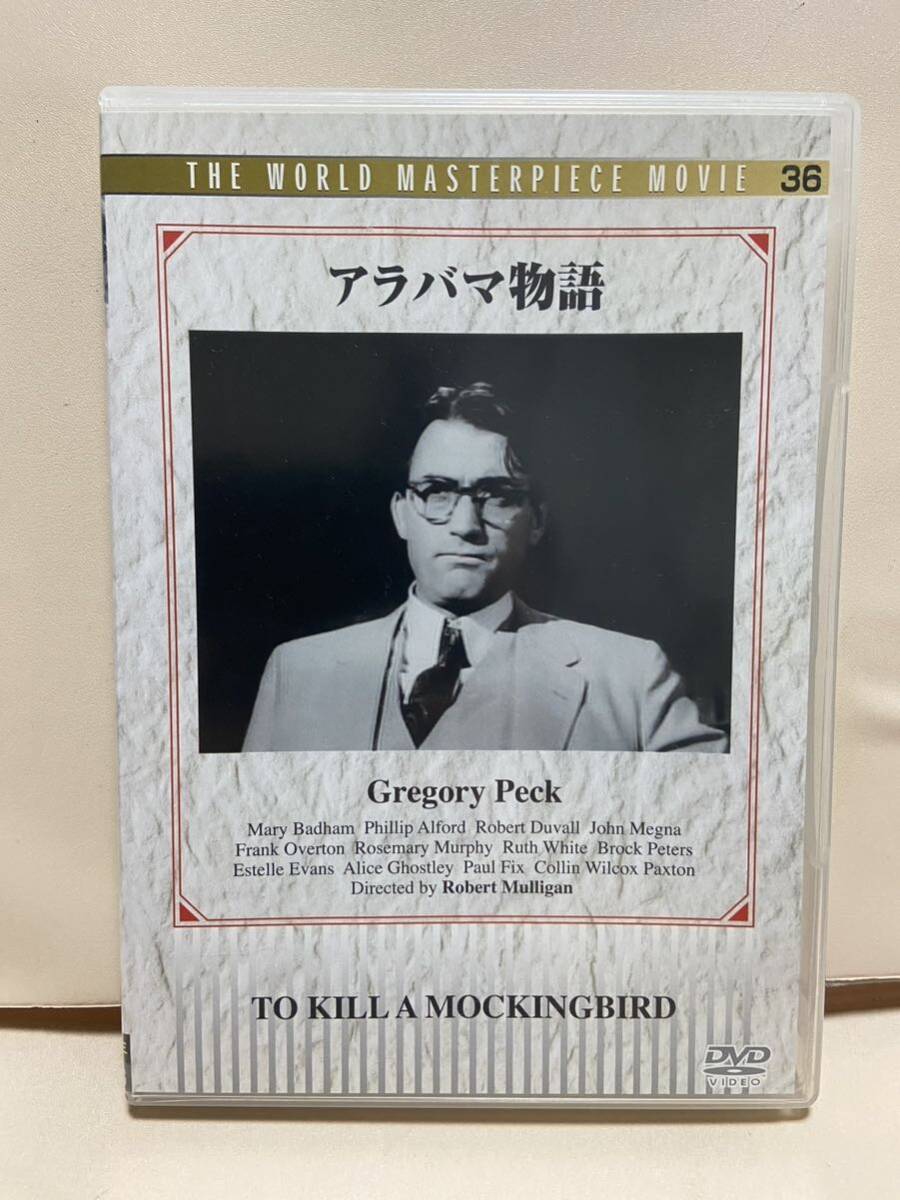 THE WORLD MASTERPIECE MOVIE 36
アラバマ物語
Gregory Peck
Mary Badham Phillip Alford Robert Duvall John Megna
Frank Overton Rosemary Murphy Ruth White Brock Peters
Estelle Evans Alice Ghostley Paul Fix Collin Wilcox Paxton
Directed by Robert Mulligan
TO KILL A MOCKINGBIRD
DVD
VIDEO